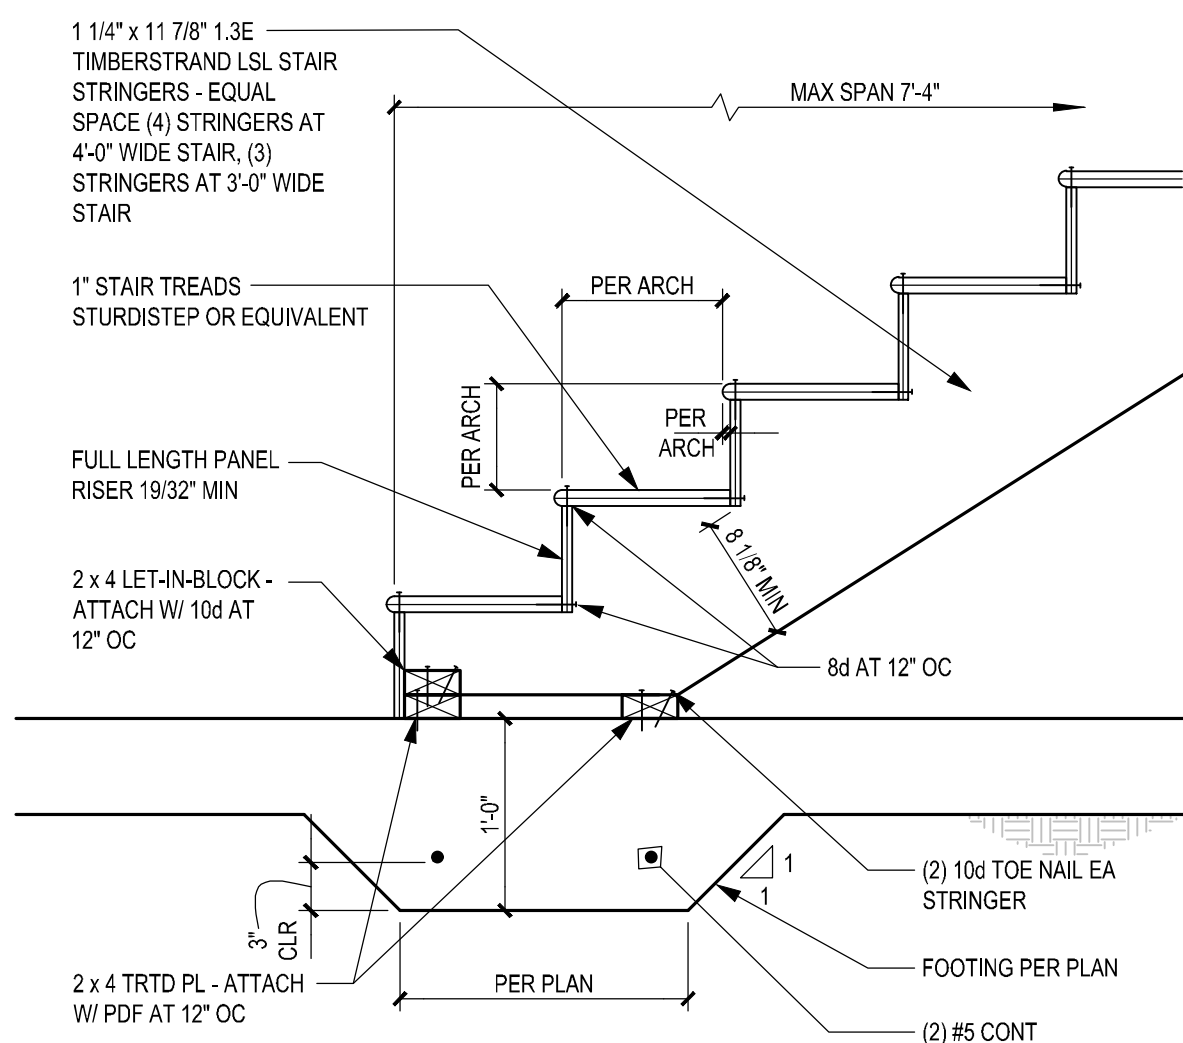 1 1/4" x 11 7/8" 1.3E
TIMBERSTRAND LSL STAIR
STRINGERS - EQUAL
SPACE (4) STRINGERS AT
4'-0" WIDE STAIR, (3)
STRINGERS AT 3'-0" WIDE
STAIR
MAX SPAN 7'-4"
1" STAIR TREADS
STURDISTEP OR EQUIVALENT
PER ARCH
PER ARCH
PER
ARCH
FULL LENGTH PANEL
RISER 19/32" MIN
8 1/8" MIN
2 x 4 LET-IN-BLOCK -
ATTACH W/ 10d AT
12" OC
8d AT 12" OC
1'-0"
1
1
(2) 10d TOE NAIL EA
STRINGER
3"
CLR
FOOTING PER PLAN
2 x 4 TRTD PL - ATTACH
W/ PDF AT 12" OC
PER PLAN
(2) #5 CONT